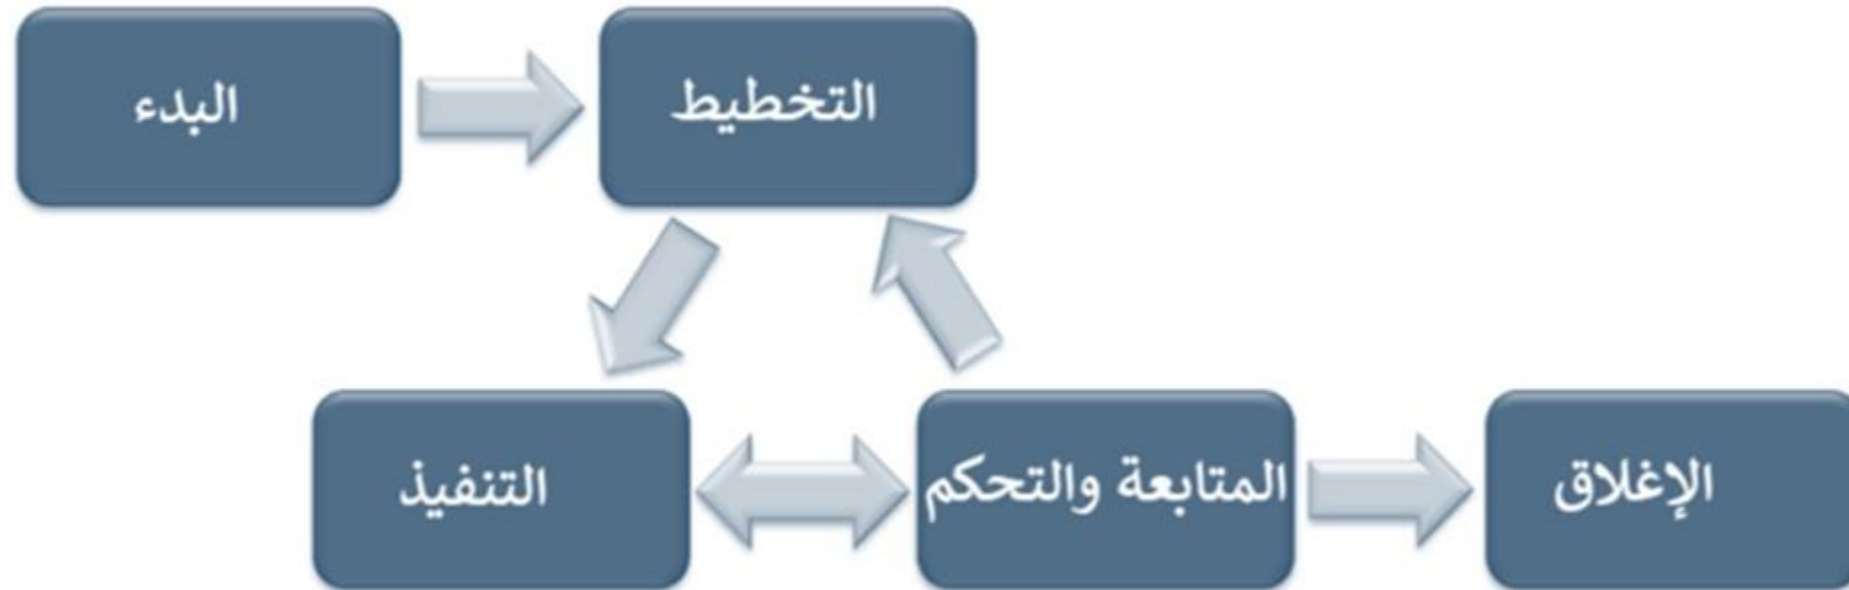 البدء
التخطيط
التنفيذ
المتابعة والتحكم
الإغلاق